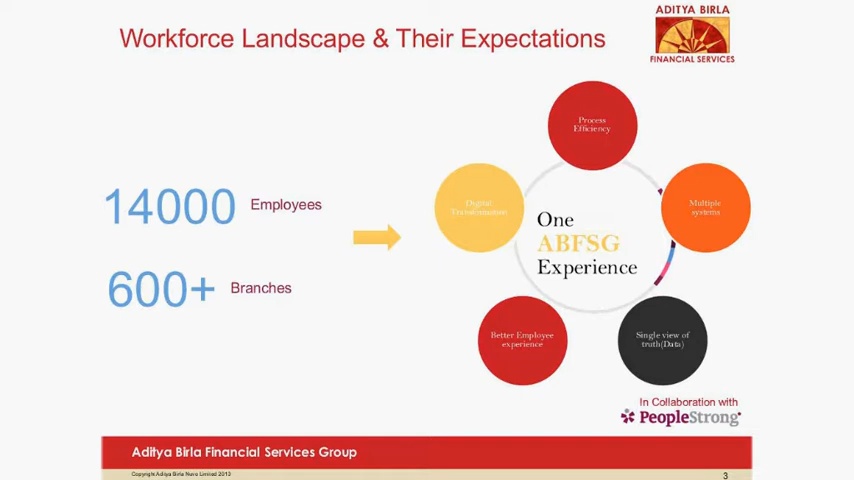 Workforce Landscape & Their Expectations
ADITYA BIRLA
FINANCIAL SERVICES
14000 Employees
600+ Branches
Process
Efficiency
Digital
Transformation
Multiple
systems
One
ABFSG
Experience
Better Employee
experience
Single view of
truth(Data)
In Collaboration with
PeopleStrong
Aditya Birla Financial Services Group
Copyright Aditya Birla Nuvo Limited 2013
3